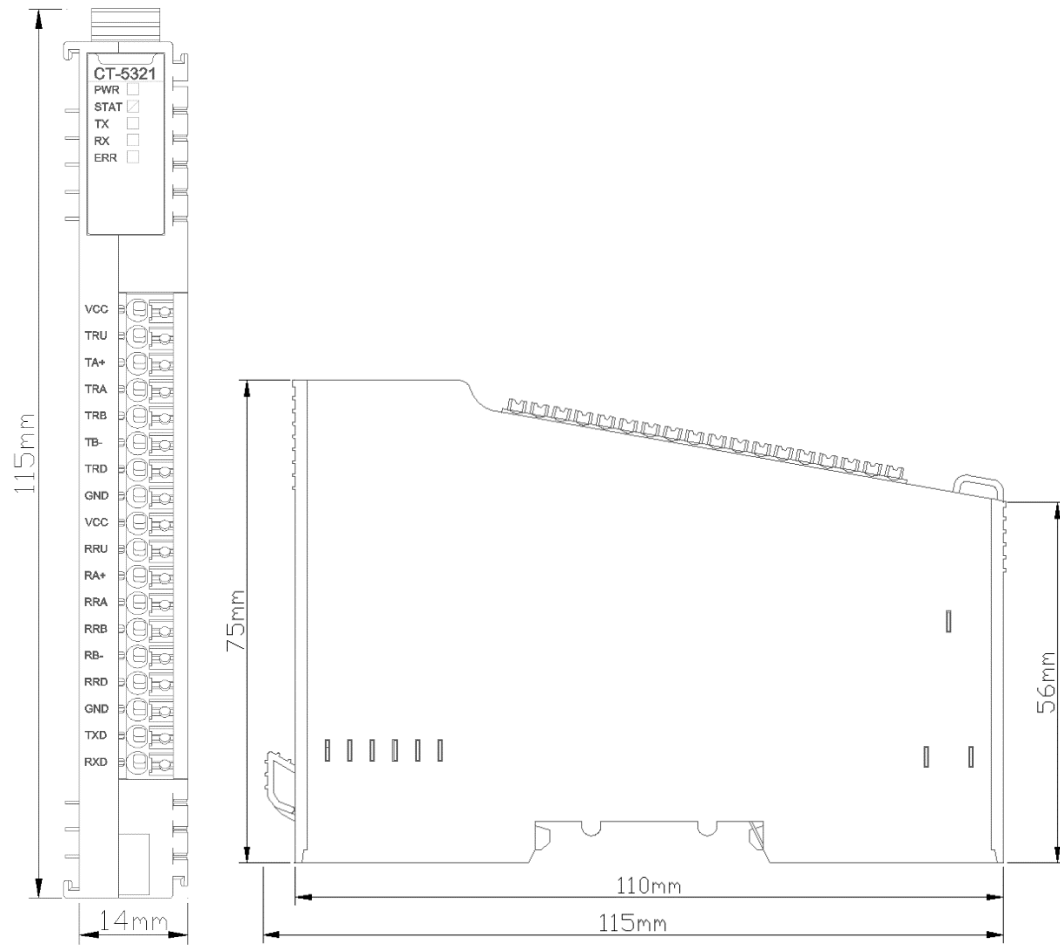 CT-5321
PWR
STAT
TX
RX
ERR
VCC
TRU
TA+
TRA
TRB
TB-
TRD
GND
VCC
RRU
RA+
RRA
RRB
RB-
RRD
GND
TXD
RXD
115mm
14mm
75mm
56mm
110mm
115mm